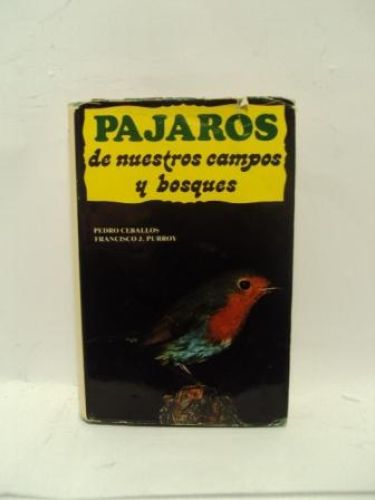 PAJAROS
de nuestros campos
y bosques
PEDRO CEBALLOS
FRANCISCO J. PURROY